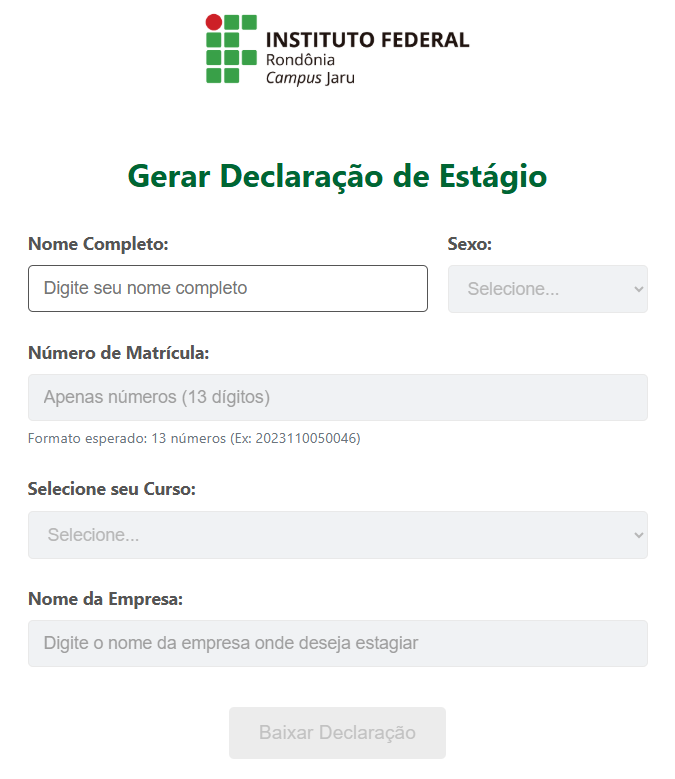 INSTITUTO FEDERAL
Rondônia
Campus Jaru
Gerar Declaração de Estágio
Nome Completo:
Sexo:
Digite seu nome completo
Selecione...
Número de Matrícula:
Apenas números (13 dígitos)
Formato esperado: 13 números (Ex: 2023110050046)
Selecione seu Curso:
Selecione...
Nome da Empresa:
Digite o nome da empresa onde deseja estagiar
Baixar Declaração